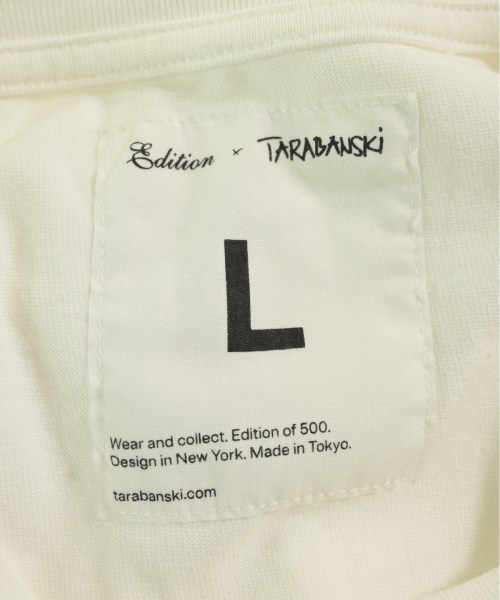 Edition × TARABANSKi
L
Wear and collect. Edition of 500.
Design in New York. Made in Tokyo.
tarabanski.com